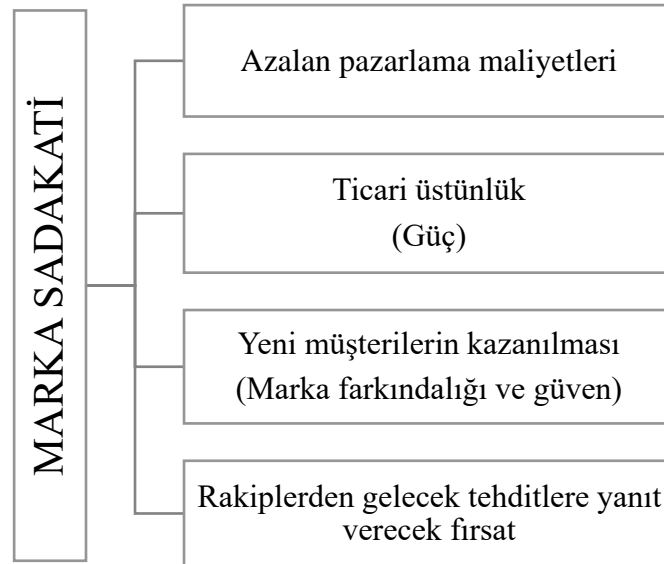 MARKA SADAKATİ
Azalan pazarlama maliyetleri
Ticari üstünlük
(Güç)
Yeni müşterilerin kazanılması
(Marka farkındalığı ve güven)
Rakiplerden gelecek tehditlere yanıt
verecek fırsat